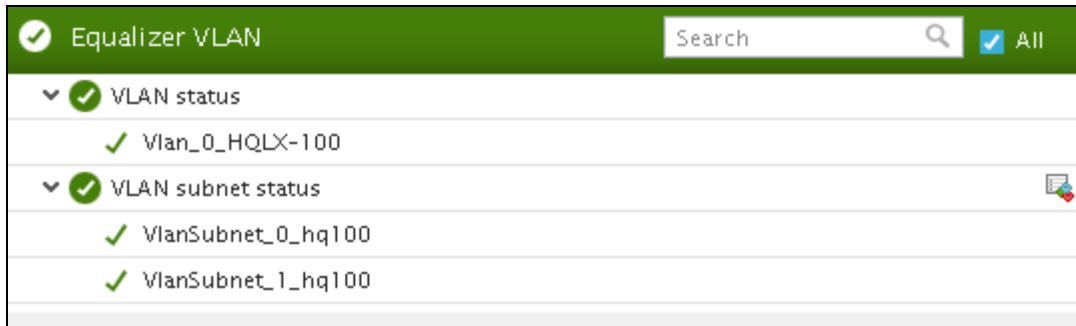 Equalizer VLAN Search All
VLAN status
Vlan_0_HQLX-100
VLAN subnet status
VlanSubnet_0_hq100
VlanSubnet_1_hq100